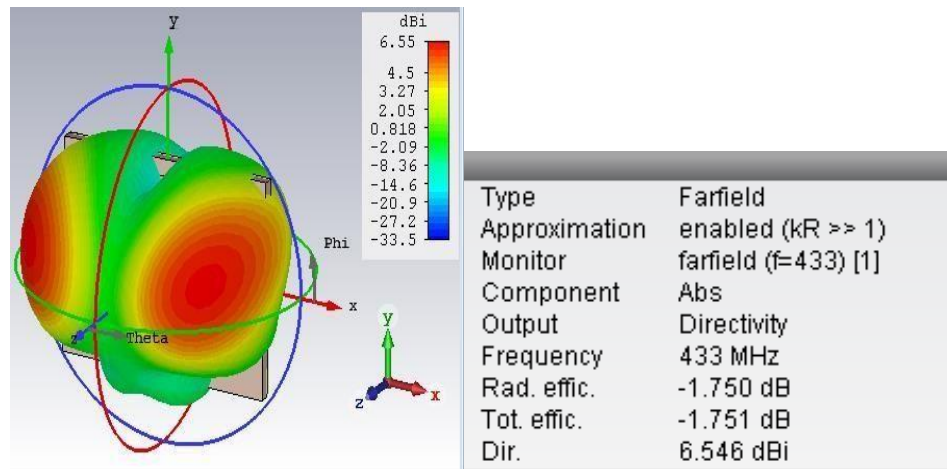 y
dBi
6.55
4.5
3.27
2.05
0.818
-2.09
-8.36
-14.6
-20.9
-27.2
-33.5
Phi
x
z
Theta
y
x
z
Type Farfield
Approximation enabled (kR >> 1)
Monitor farfield (f=433) [1]
Component Abs
Output Directivity
Frequency 433 MHz
Rad. effic. -1.750 dB
Tot. effic. -1.751 dB
Dir. 6.546 dBi